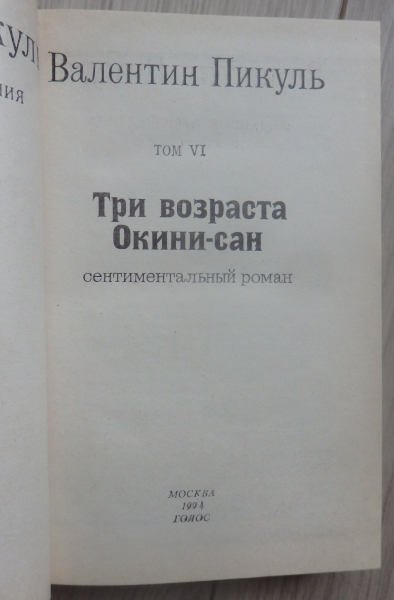 Валентин Пикуль
ТОМ VI
Три возраста
Окини-сан
сентиментальный роман
МОСКВА
1994
ГОЛОС